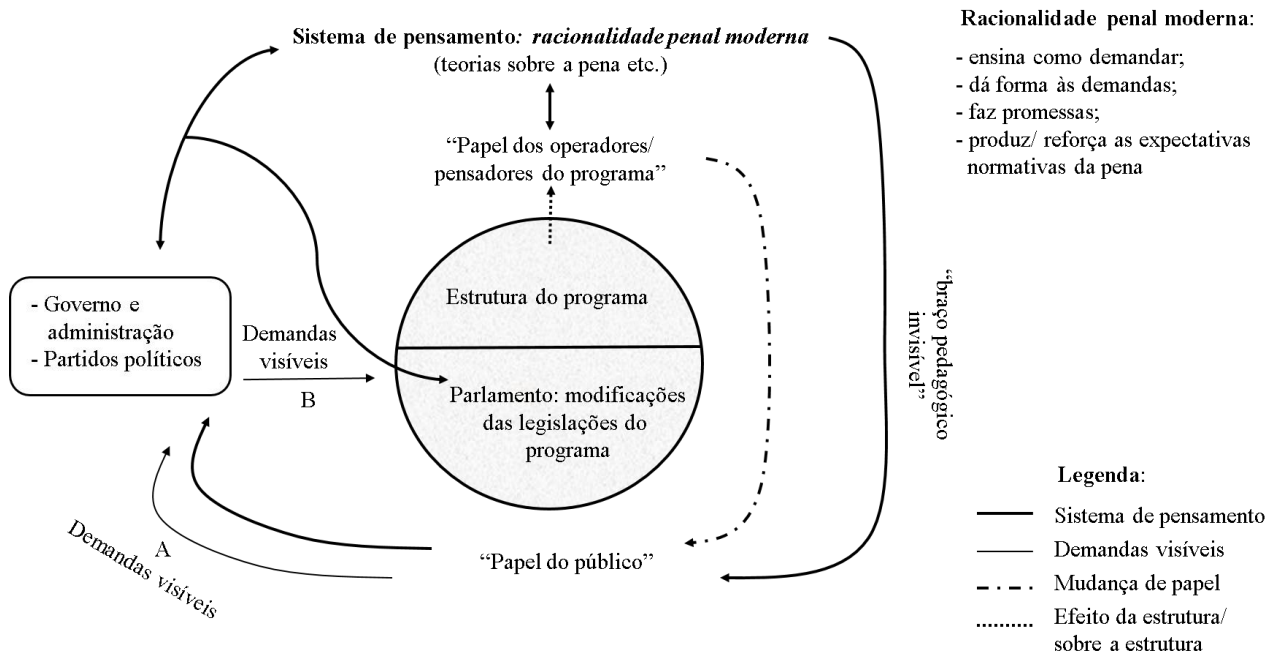 Sistema de pensamento: racionalidade penal moderna
(teorias sobre a pena etc.)
Racionalidade penal moderna:
- ensina como demandar;
- dá forma às demandas;
- faz promessas;
- produz/ reforça as expectativas
normativas da pena
“Papel dos operadores/
pensadores do programa”
- Governo e
administração
- Partidos políticos
Demandas
visíveis
B
Estrutura do programa
Parlamento: modificações
das legislações do
programa
“braço pedagógico
invisível”
A
Demandas visíveis
“Papel do público”
Legenda:
Sistema de pensamento
Demandas visíveis
Mudança de papel
Efeito da estrutura/
sobre a estrutura